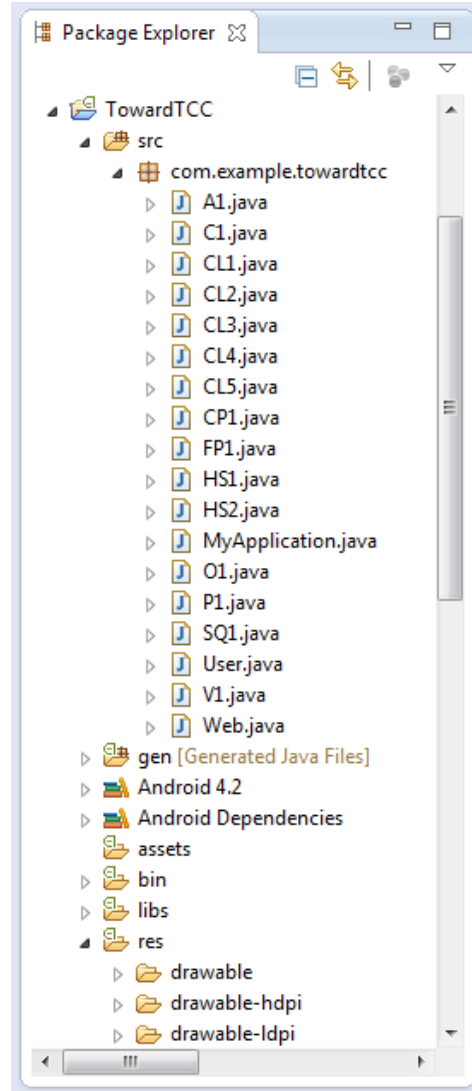 Package Explorer
TowardTCC
src
com.example.towardtcc
A1.java
C1.java
CL1.java
CL2.java
CL3.java
CL4.java
CL5.java
CP1.java
FP1.java
HS1.java
HS2.java
MyApplication.java
O1.java
P1.java
SQ1.java
User.java
V1.java
Web.java
gen [Generated Java Files]
Android 4.2
Android Dependencies
assets
bin
libs
res
drawable
drawable-hdpi
drawable-ldpi